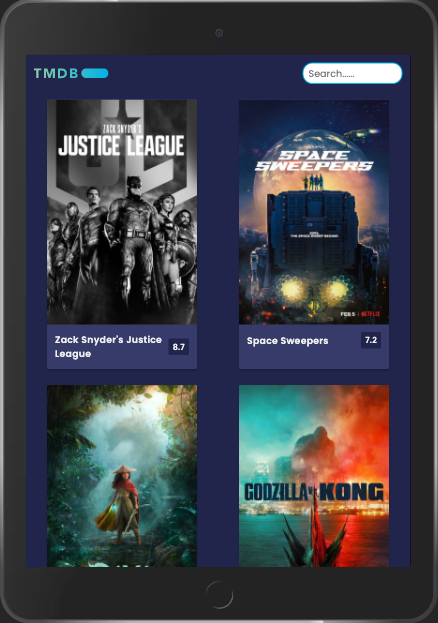 TMDB
Search......
ZACK SNYDER'S
JUSTICE LEAGUE
SPACE
SWEEPERS
FEB 5 | NETFLIX
Zack Snyder's Justice
League
8.7
Space Sweepers
7.2
GODZILLA VS KONG